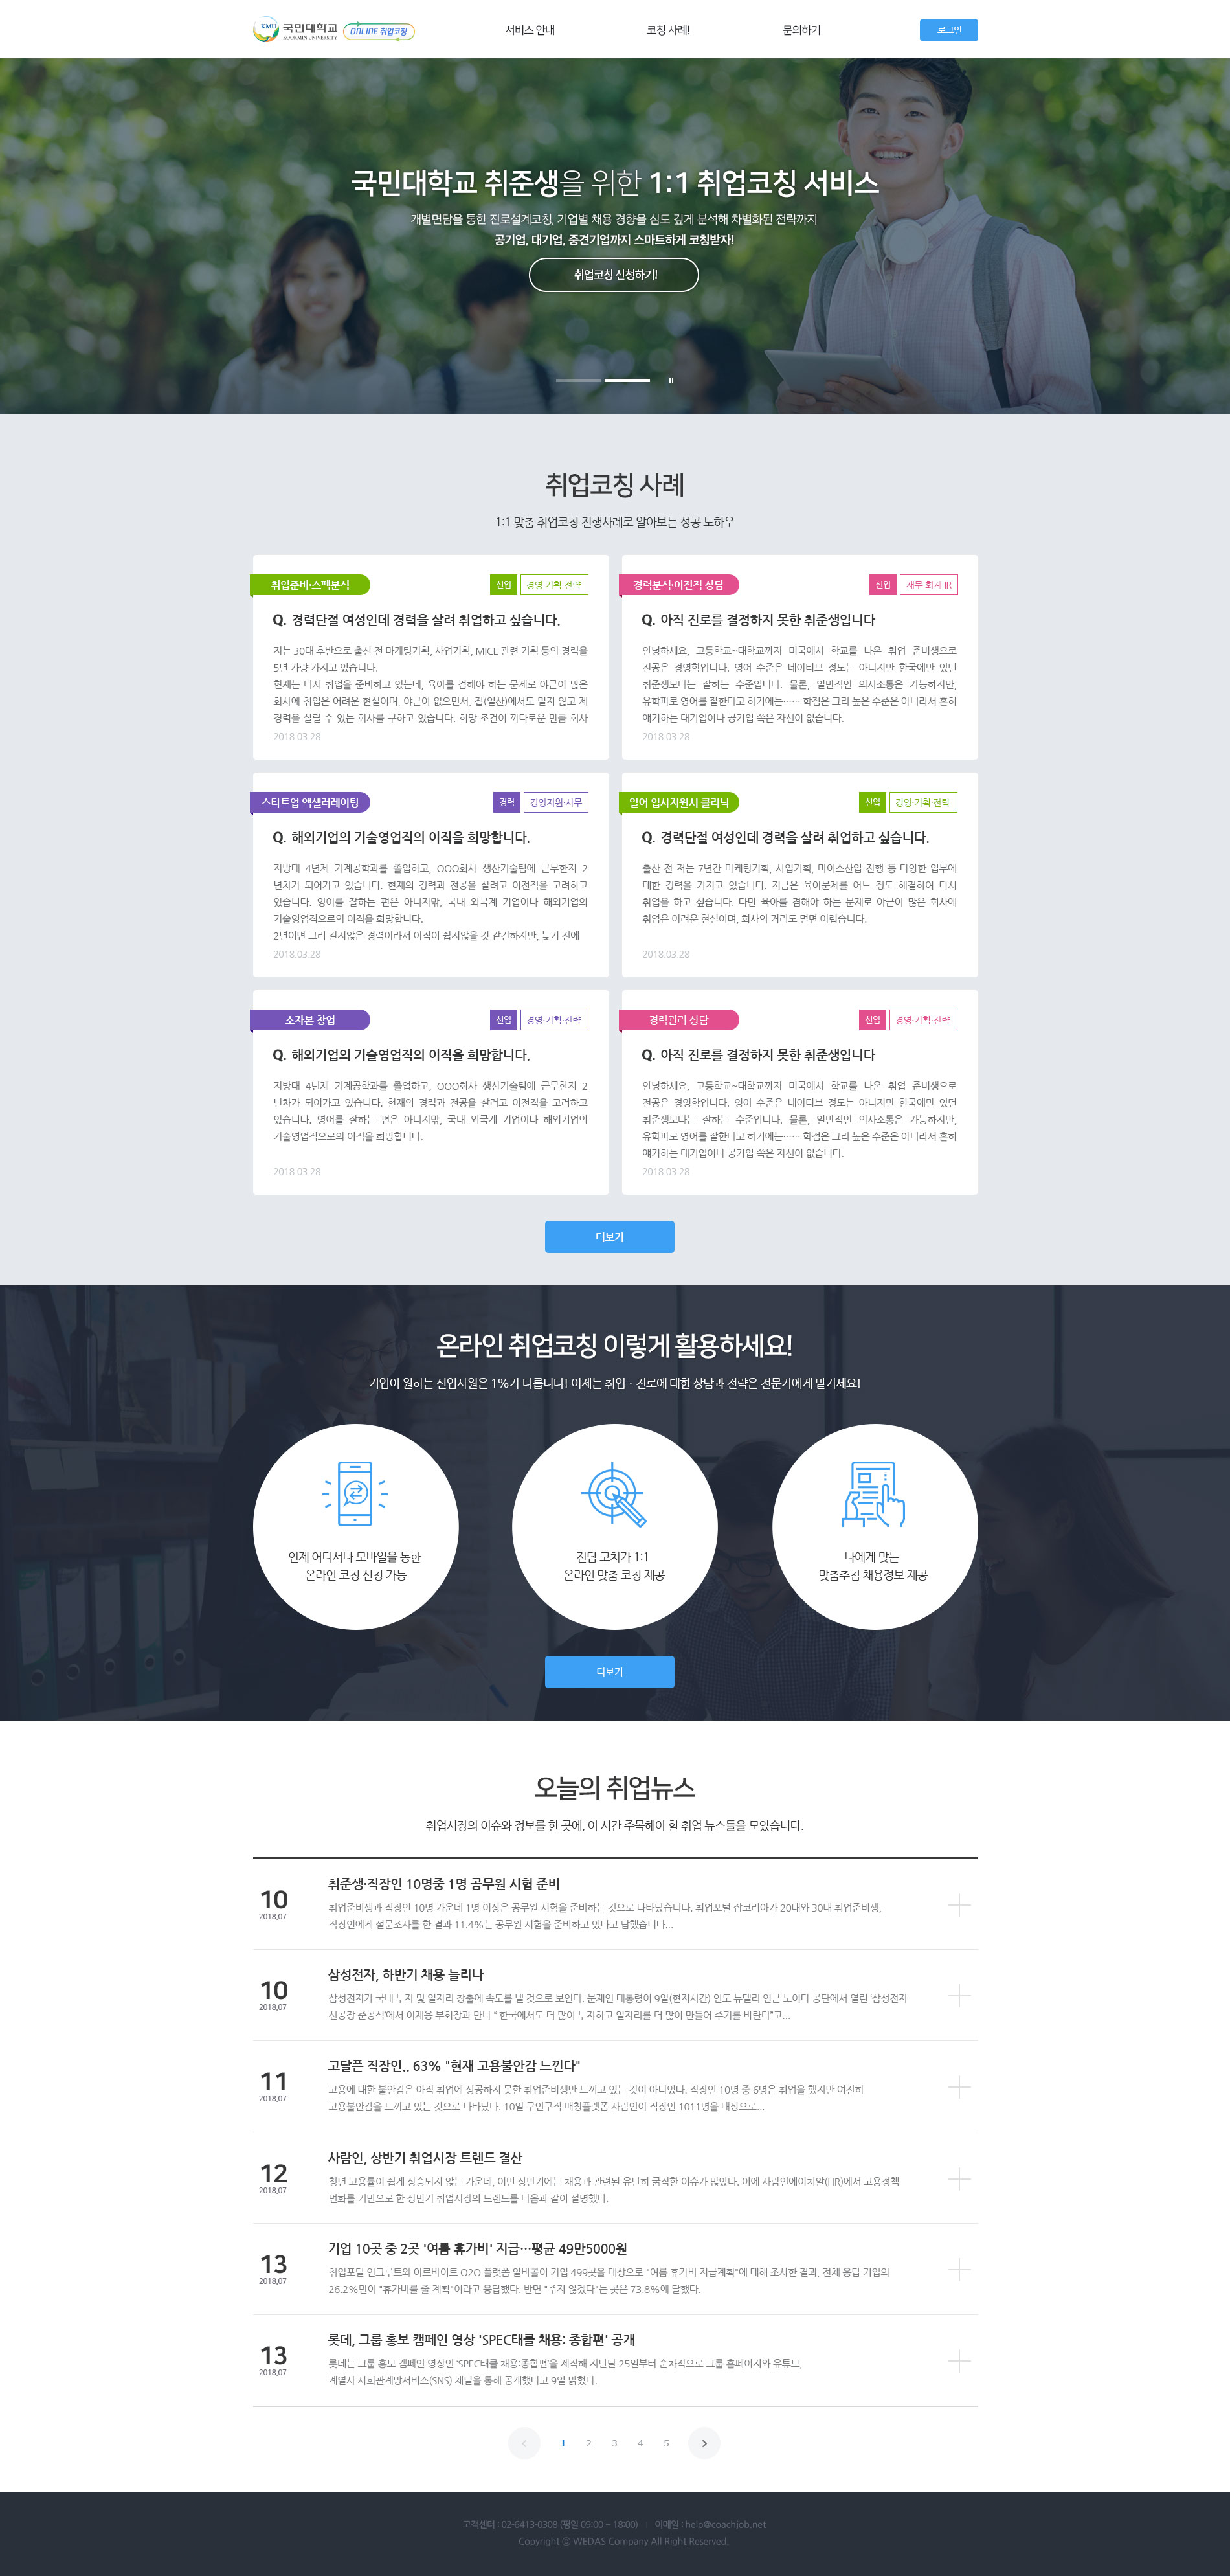 KMU 국민대학교 KOOKMIN UNIVERSITY ONLINE 취업코칭
서비스 안내
코칭 사례!
문의하기
로그인
국민대학교 취준생을 위한 1:1 취업코칭 서비스
개별면담을 통한 진로설계코칭, 기업별 채용 경향을 심도 깊게 분석해 차별화된 전략까지
공기업, 대기업, 중견기업까지 스마트하게 코칭받자!
취업코칭 신청하기!
취업코칭 사례
1:1 맞춤 취업코칭 진행사례로 알아보는 성공 노하우
취업준비·스펙분석 신입 경영·기획·전략
Q. 경력단절 여성인데 경력을 살려 취업하고 싶습니다.
저는 30대 후반으로 출산 전 마케팅기획, 사업기획, MICE 관련 기획 등의 경력을
5년 가량 가지고 있습니다.
현재는 다시 취업을 준비하고 있는데, 육아를 겸해야 하는 문제로 야근이 많은
회사에 취업은 어려운 현실이며, 야근이 없으면서, 집(일산)에서도 멀지 않고 제
경력을 살릴 수 있는 회사를 구하고 있습니다. 희망 조건이 까다로운 만큼 회사
2018.03.28
경력분석·이전직 상담 신입 재무·회계·IR
Q. 아직 진로를 결정하지 못한 취준생입니다
안녕하세요, 고등학교~대학교까지 미국에서 학교를 나온 취업 준비생으로
전공은 경영학입니다. 영어 수준은 네이티브 정도는 아니지만 한국에만 있던
취준생보다는 잘하는 수준입니다. 물론, 일반적인 의사소통은 가능하지만,
유학파로 영어를 잘한다고 하기에는…… 학점은 그리 높은 수준은 아니라서 흔히
얘기하는 대기업이나 공기업 쪽은 자신이 없습니다.
2018.03.28
스타트업 액셀러레이팅 경력 경영지원·사무
Q. 해외기업의 기술영업직의 이직을 희망합니다.
지방대 4년제 기계공학과를 졸업하고, OOO회사 생산기술팀에 근무한지 2
년차가 되어가고 있습니다. 현재의 경력과 전공을 살려고 이전직을 고려하고
있습니다. 영어를 잘하는 편은 아니지맊, 국내 외국계 기업이나 해외기업의
기술영업직으로의 이직을 희망합니다.
2년이면 그리 길지않은 경력이라서 이직이 쉽지않을 것 같긴하지만, 늦기 전에
2018.03.28
일어 입사지원서 클리닉 신입 경영·기획·전략
Q. 경력단절 여성인데 경력을 살려 취업하고 싶습니다.
출산 전 저는 7년간 마케팅기획, 사업기획, 마이스산업 진행 등 다양한 업무에
대한 경력을 가지고 있습니다. 지금은 육아문제를 어느 정도 해결하여 다시
취업을 하고 싶습니다. 다만 육아를 겸해야 하는 문제로 야근이 많은 회사에
취업은 어려운 현실이며, 회사의 거리도 멀면 어렵습니다.
2018.03.28
소자본 창업 신입 경영·기획·전략
Q. 해외기업의 기술영업직의 이직을 희망합니다.
지방대 4년제 기계공학과를 졸업하고, OOO회사 생산기술팀에 근무한지 2
년차가 되어가고 있습니다. 현재의 경력과 전공을 살려고 이전직을 고려하고
있습니다. 영어를 잘하는 편은 아니지맊, 국내 외국계 기업이나 해외기업의
기술영업직으로의 이직을 희망합니다.
2018.03.28
경력관리 상담 신입 경영·기획·전략
Q. 아직 진로를 결정하지 못한 취준생입니다
안녕하세요, 고등학교~대학교까지 미국에서 학교를 나온 취업 준비생으로
전공은 경영학입니다. 영어 수준은 네이티브 정도는 아니지만 한국에만 있던
취준생보다는 잘하는 수준입니다. 물론, 일반적인 의사소통은 가능하지만,
유학파로 영어를 잘한다고 하기에는…… 학점은 그리 높은 수준은 아니라서 흔히
얘기하는 대기업이나 공기업 쪽은 자신이 없습니다.
2018.03.28
더보기
온라인 취업코칭 이렇게 활용하세요!
기업이 원하는 신입사원은 1%가 다릅니다! 이제는 취업 · 진로에 대한 상담과 전략은 전문가에게 맡기세요!
언제 어디서나 모바일을 통한
온라인 코칭 신청 가능
전담 코치가 1:1
온라인 맞춤 코칭 제공
나에게 맞는
맞춤추첨 채용정보 제공
더보기
오늘의 취업뉴스
취업시장의 이슈와 정보를 한 곳에, 이 시간 주목해야 할 취업 뉴스들을 모았습니다.
10
2018.07
취준생·직장인 10명중 1명 공무원 시험 준비
취업준비생과 직장인 10명 가운데 1명 이상은 공무원 시험을 준비하는 것으로 나타났습니다. 취업포털 잡코리아가 20대와 30대 취업준비생,
직장인에게 설문조사를 한 결과 11.4%는 공무원 시험을 준비하고 있다고 답했습니다...
10
2018.07
삼성전자, 하반기 채용 늘리나
삼성전자가 국내 투자 및 일자리 창출에 속도를 낼 것으로 보인다. 문재인 대통령이 9일(현지시간) 인도 뉴델리 인근 노이다 공단에서 열린 '삼성전자
신공장 준공식'에서 이재용 부회장과 만나 " 한국에서도 더 많이 투자하고 일자리를 더 많이 만들어 주기를 바란다"고...
11
2018.07
고달픈 직장인.. 63% "현재 고용불안감 느낀다"
고용에 대한 불안감은 아직 취업에 성공하지 못한 취업준비생만 느끼고 있는 것이 아니었다. 직장인 10명 중 6명은 취업을 했지만 여전히
고용불안감을 느끼고 있는 것으로 나타났다. 10일 구인구직 매칭플랫폼 사람인이 직장인 1011명을 대상으로...
12
2018.07
사람인, 상반기 취업시장 트렌드 결산
청년 고용률이 쉽게 상승되지 않는 가운데, 이번 상반기에는 채용과 관련된 유난히 굵직한 이슈가 많았다. 이에 사람인에이치알(HR)에서 고용정책
변화를 기반으로 한 상반기 취업시장의 트렌드를 다음과 같이 설명했다.
13
2018.07
기업 10곳 중 2곳 '여름 휴가비' 지급…평균 49만5000원
취업포털 인크루트와 아르바이트 O2O 플랫폼 알바콜이 기업 499곳을 대상으로 "여름 휴가비 지급계획"에 대해 조사한 결과, 전체 응답 기업의
26.2%만이 "휴가비를 줄 계획"이라고 응답했다. 반면 "주지 않겠다"는 곳은 73.8%에 달했다.
13
2018.07
롯데, 그룹 홍보 캠페인 영상 'SPEC태클 채용: 종합편' 공개
롯데는 그룹 홍보 캠페인 영상인 'SPEC태클 채용:종합편'을 제작해 지난달 25일부터 순차적으로 그룹 홈페이지와 유튜브,
계열사 사회관계망서비스(SNS) 채널을 통해 공개했다고 9일 밝혔다.
1 2 3 4 5
고객센터 : 02-6413-0308 (평일 09:00 ~ 18:00) | 이메일 : help@coachjob.net
Copyright ⓒ WEDAS Company All Right Reserved.